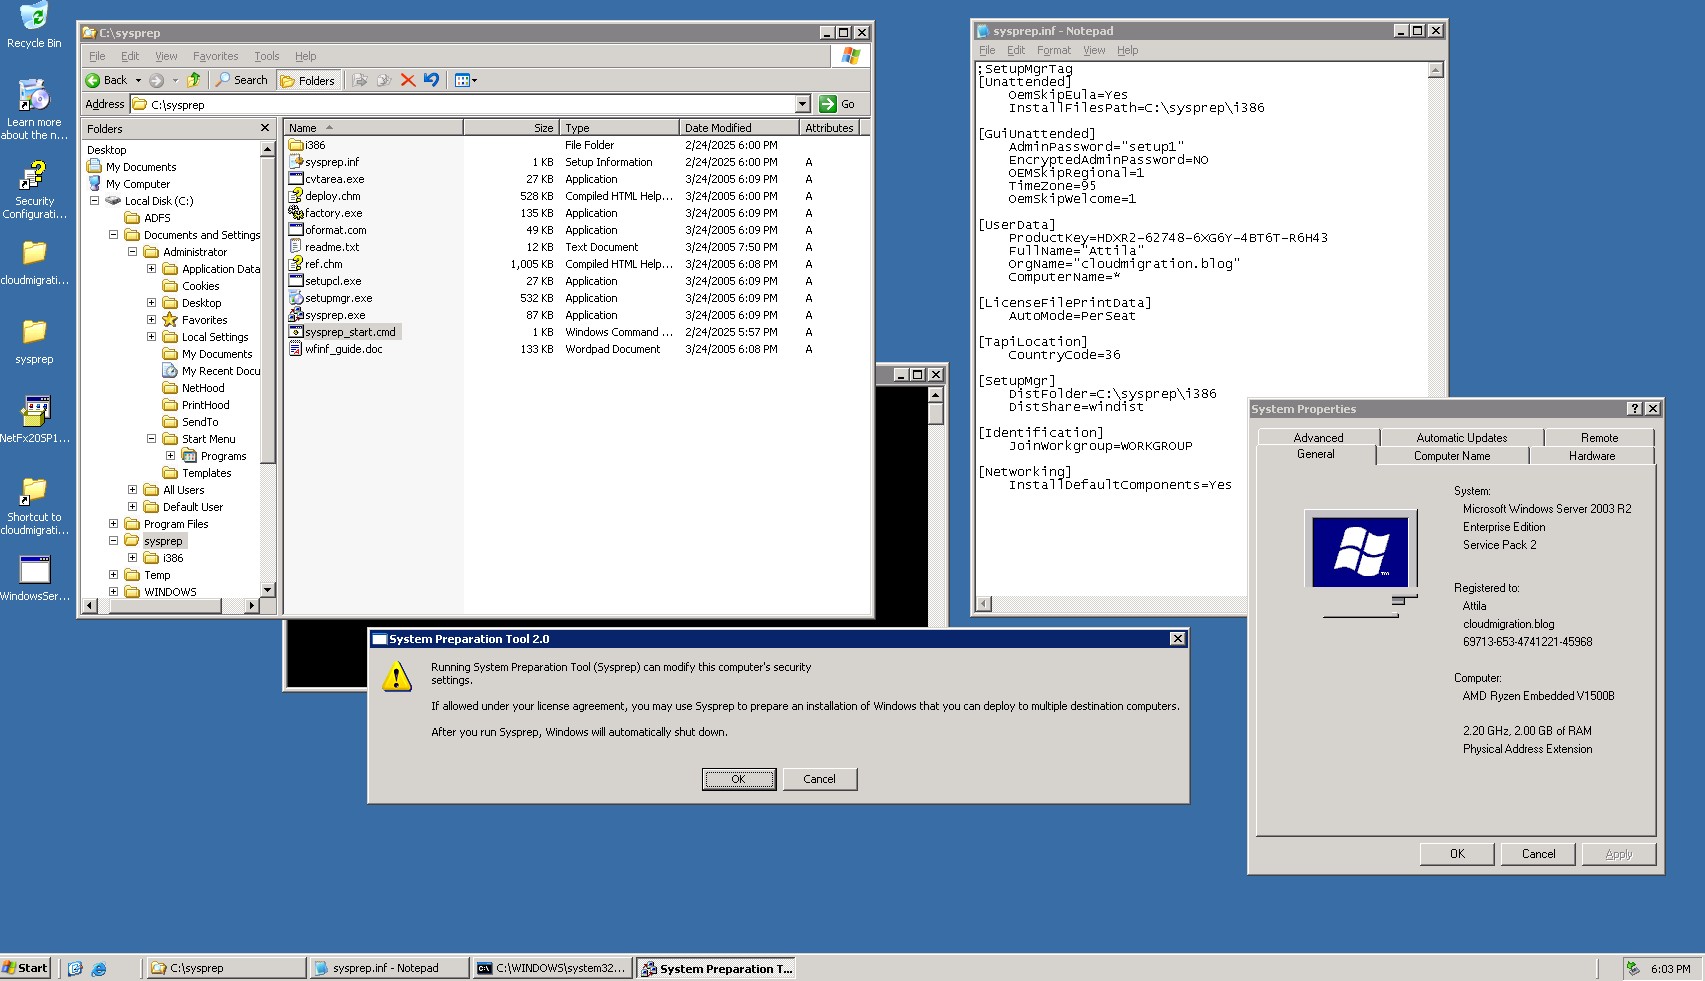 Recycle Bin
Learn more
about the n...
Security
Configurati...
cloudmigrati...
sysprep
NetFx20SP1...
Shortcut to
cloudmigrati...
WindowsSer...
C:\sysprep
File Edit View Favorites Tools Help
Back Search Folders
Address C:\sysprep Go
Folders
Desktop
My Documents
My Computer
Local Disk (C:)
ADFS
Documents and Settings
Administrator
Application Data
Cookies
Desktop
Favorites
Local Settings
My Documents
My Recent Docu
NetHood
PrintHood
SendTo
Start Menu
Programs
Templates
All Users
Default User
Program Files
sysprep
i386
Temp
WINDOWS
Name Size Type Date Modified Attributes
i386 File Folder 2/24/2025 6:00 PM
sysprep.inf 1 KB Setup Information 2/24/2025 6:00 PM A
cvtarea.exe 27 KB Application 3/24/2005 6:09 PM A
deploy.chm 528 KB Compiled HTML Help... 3/24/2005 6:00 PM A
factory.exe 135 KB Application 3/24/2005 6:09 PM A
oformat.com 49 KB Application 3/24/2005 6:09 PM A
readme.txt 12 KB Text Document 3/24/2005 7:50 PM A
ref.chm 1,005 KB Compiled HTML Help... 3/24/2005 6:08 PM A
setupcl.exe 27 KB Application 3/24/2005 6:09 PM A
setupmgr.exe 532 KB Application 3/24/2005 6:09 PM A
sysprep.exe 87 KB Application 3/24/2005 6:09 PM A
sysprep_start.cmd 1 KB Windows Command ... 2/24/2025 5:57 PM A
wfinf_guide.doc 133 KB Wordpad Document 3/24/2005 6:08 PM A
sysprep.inf - Notepad
File Edit Format View Help
;SetupMgrTag
[Unattended]
OemSkipEula=Yes
InstallFilesPath=C:\sysprep\i386
[GuiUnattended]
AdminPassword="setup1"
EncryptedAdminPassword=NO
OEMSkipRegional=1
TimeZone=95
OemSkipWelcome=1
[UserData]
ProductKey=HDXR2-62748-6XG6Y-4BT6T-R6H43
FullName="Attila"
OrgName="cloudmigration.blog"
ComputerName=*
[LicenseFilePrintData]
AutoMode=PerSeat
[TapiLocation]
CountryCode=36
[SetupMgr]
DistFolder=C:\sysprep\i386
DistShare=windist
[Identification]
JoinWorkgroup=WORKGROUP
[Networking]
InstallDefaultComponents=Yes
System Properties
Advanced Automatic Updates Remote
General Computer Name Hardware
System:
Microsoft Windows Server 2003 R2
Enterprise Edition
Service Pack 2
Registered to:
Attila
cloudmigration.blog
69713-653-4741221-45968
Computer:
AMD Ryzen Embedded V1500B
2.20 GHz, 2.00 GB of RAM
Physical Address Extension
OK Cancel Apply
System Preparation Tool 2.0
Running System Preparation Tool (Sysprep) can modify this computer's security
settings.
If allowed under your license agreement, you may use Sysprep to prepare an installation of Windows that you can deploy to multiple destination computers.
After you run Sysprep, Windows will automatically shut down.
OK Cancel
Start C:\sysprep sysprep.inf - Notepad C:\WINDOWS\system32... System Preparation T... 6:03 PM